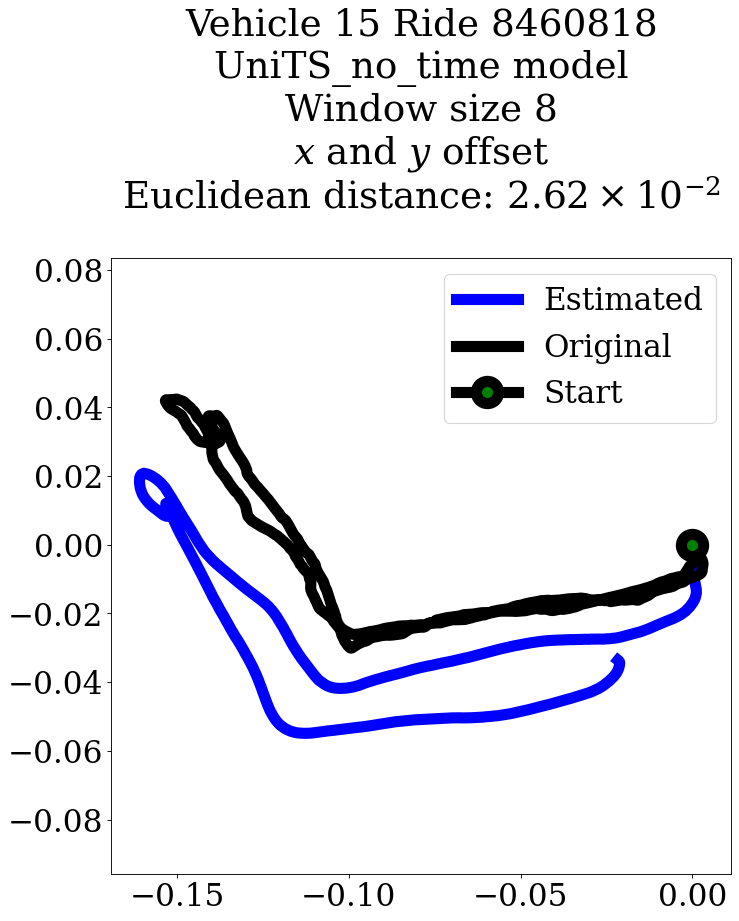 Vehicle 15 Ride 8460818
UniTS_no_time model
Window size 8
x and y offset
Euclidean distance: 2.62 × 10⁻²
Estimated
Original
Start
0.08
0.06
0.04
0.02
0.00
−0.02
−0.04
−0.06
−0.08
−0.15 −0.10 −0.05 0.00